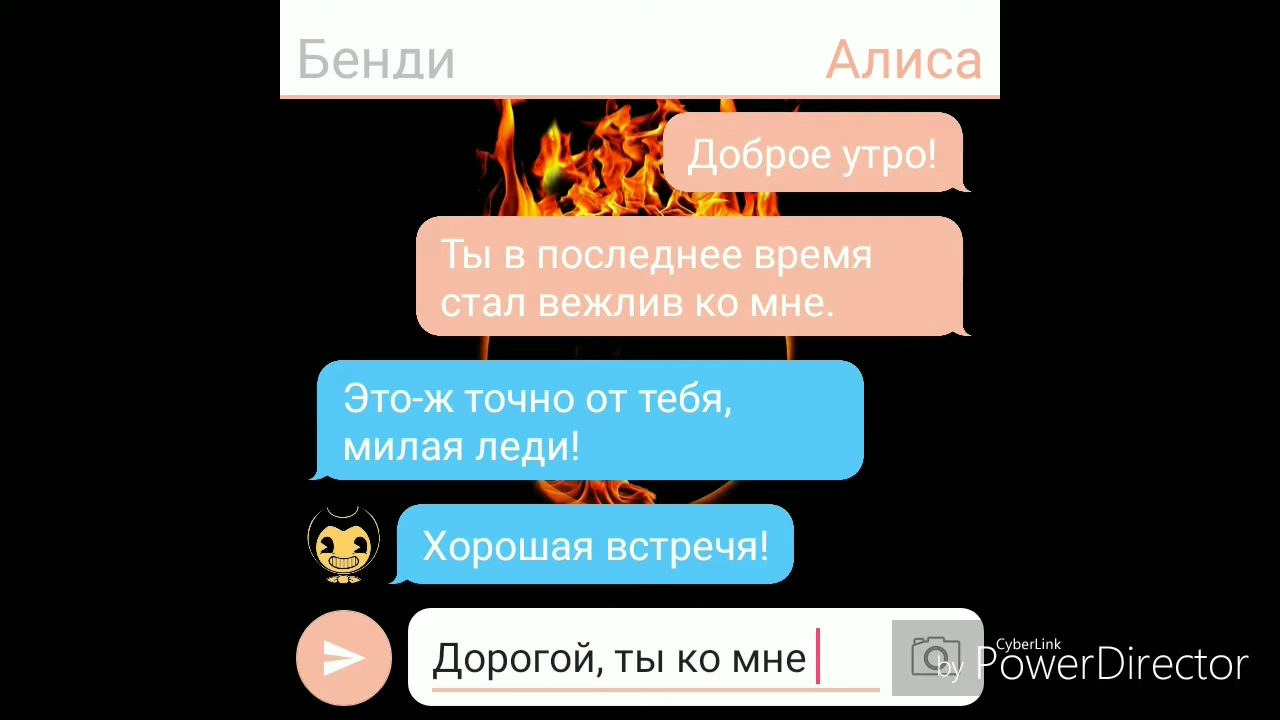 Бенди
Алиса
Доброе утро!
Ты в последнее время
стал вежлив ко мне.
Это-ж точно от тебя,
милая леди!
Хорошая встречя!
Дорогой, ты ко мне
CyberLink
by PowerDirector